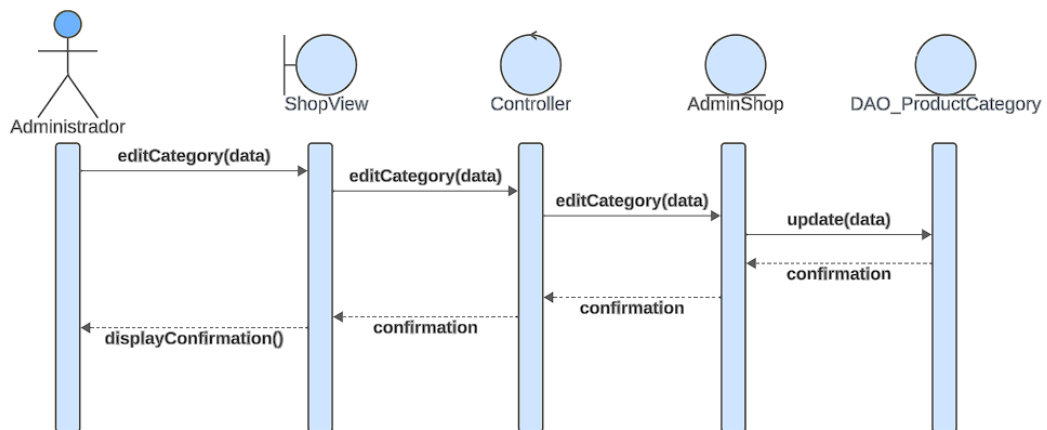 Administrador
ShopView
Controller
AdminShop
DAO_ProductCategory
editCategory(data)
editCategory(data)
editCategory(data)
update(data)
confirmation
confirmation
confirmation
displayConfirmation()